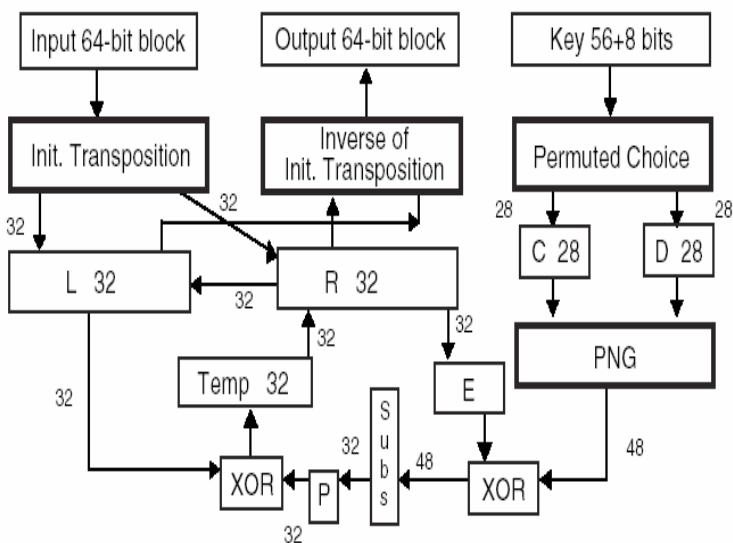 Input 64-bit block
Output 64-bit block
Key 56+8 bits
Init. Transposition
Inverse of
Init. Transposition
Permuted Choice
32
32
28
28
L 32
32
R 32
C 28
D 28
32
32
PNG
Temp 32
E
32
Subs
32
48
48
XOR
P
XOR
32